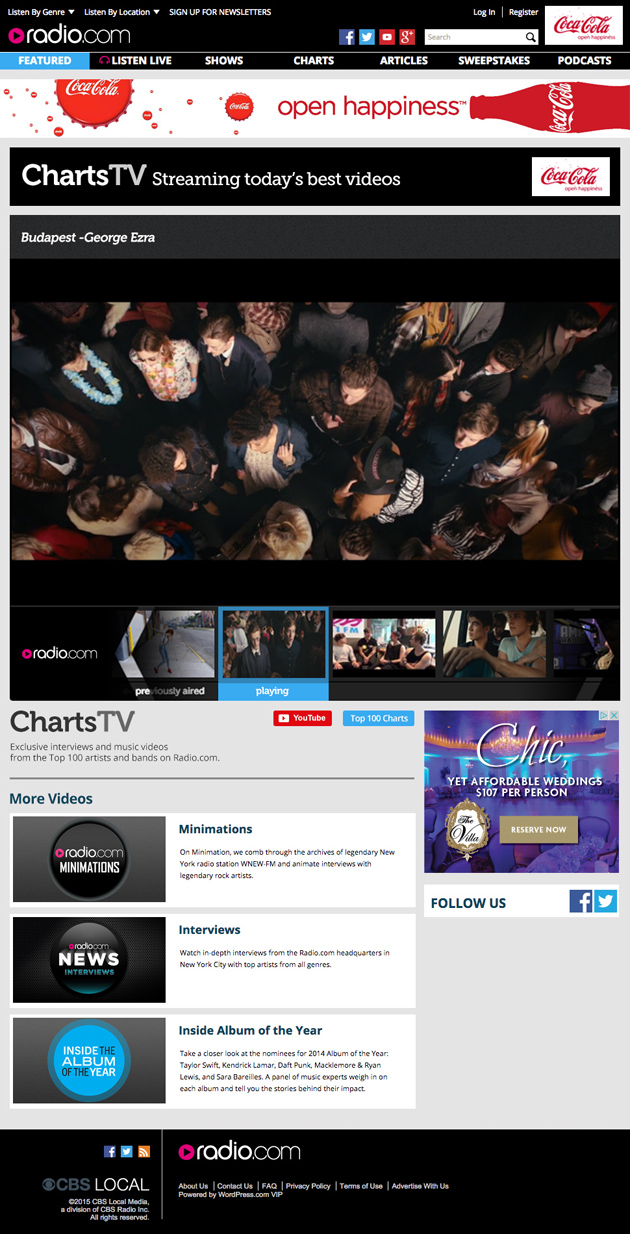 Listen By Genre Listen By Location SIGN UP FOR NEWSLETTERS Log In Register
radio.com
Search
Coca-Cola
open happiness
FEATURED LISTEN LIVE SHOWS CHARTS ARTICLES SWEEPSTAKES PODCASTS
Coca-Cola
Coca-Cola
open happiness™
Coca-Cola
ChartsTV Streaming today's best videos
Coca-Cola
open happiness
Budapest -George Ezra
radio.com
previously aired
playing
ChartsTV
YouTube
Top 100 Charts
Exclusive interviews and music videos
from the Top 100 artists and bands on Radio.com.
Chic,
YET AFFORDABLE WEDDINGS
$107 PER PERSON
The
Villa
RESERVE NOW
More Videos
radio.com
MINIMATIONS
Minimations
On Minimation, we comb through the archives of legendary New
York radio station WNEW-FM and animate interviews with
legendary rock artists.
FOLLOW US
radio.com
NEWS
INTERVIEWS
Interviews
Watch in-depth interviews from the Radio.com headquarters in
New York City with top artists from all genres.
INSIDE THE
ALBUM
OF THE YEAR
Inside Album of the Year
Take a closer look at the nominees for 2014 Album of the Year:
Taylor Swift, Kendrick Lamar, Daft Punk, Macklemore & Ryan
Lewis, and Sara Bareilles. A panel of music experts weigh in on
each album and tell you the stories behind their impact.
CBS LOCAL
©2015 CBS Local Media,
a division of CBS Radio Inc.
All rights reserved.
radio.com
About Us Contact Us FAQ Privacy Policy Terms of Use Advertise With Us
Powered by WordPress.com VIP